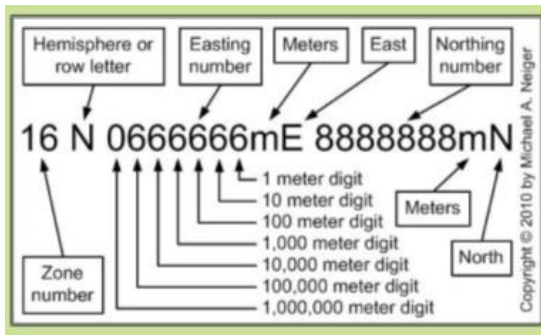 Hemisphere or
row letter
Easting
number
Meters
East
Northing
number
16 N 0666666mE 8888888mN
1 meter digit
10 meter digit
100 meter digit
1,000 meter digit
10,000 meter digit
100,000 meter digit
1,000,000 meter digit
Zone
number
Meters
North
Copyright © 2010 by Michael A. Neiger